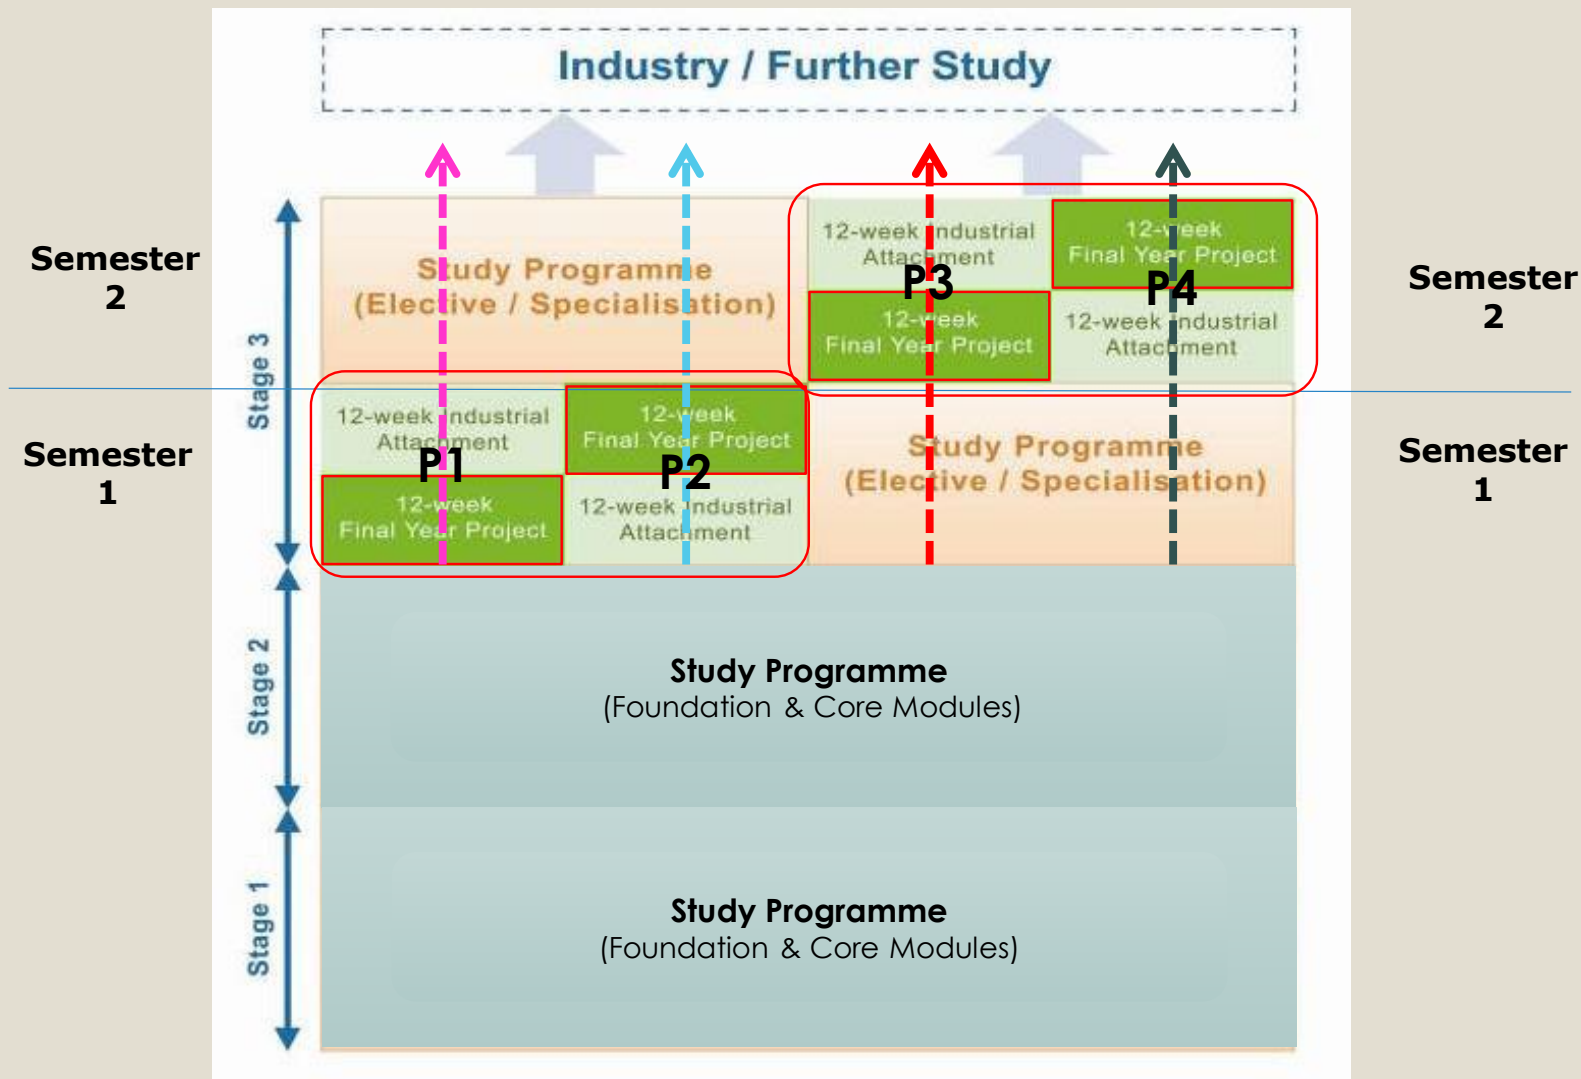 Industry / Further Study
Semester
2
Study Programme
(Elective / Specialisation)
12-week Industrial
Attachment
P3
12-week
Final Year Project
12-week
Final Year Project
P4
12-week Industrial
Attachment
Semester
2
Stage 3
Semester
1
12-week Industrial
Attachment
P1
12-week
Final Year Project
12-week
Final Year Project
P2
12-week Industrial
Attachment
Study Programme
(Elective / Specialisation)
Semester
1
Stage 2
Study Programme
(Foundation & Core Modules)
Stage 1
Study Programme
(Foundation & Core Modules)